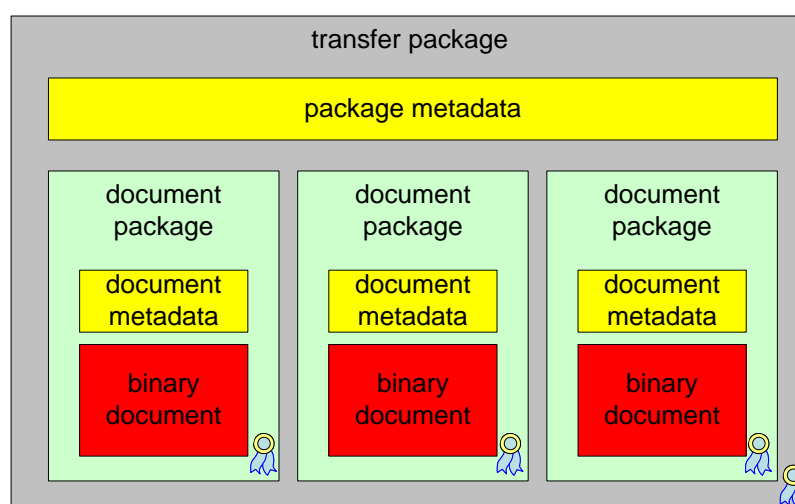 transfer package
package metadata
document
package
document
metadata
binary
document
document
package
document
metadata
binary
document
document
package
document
metadata
binary
document